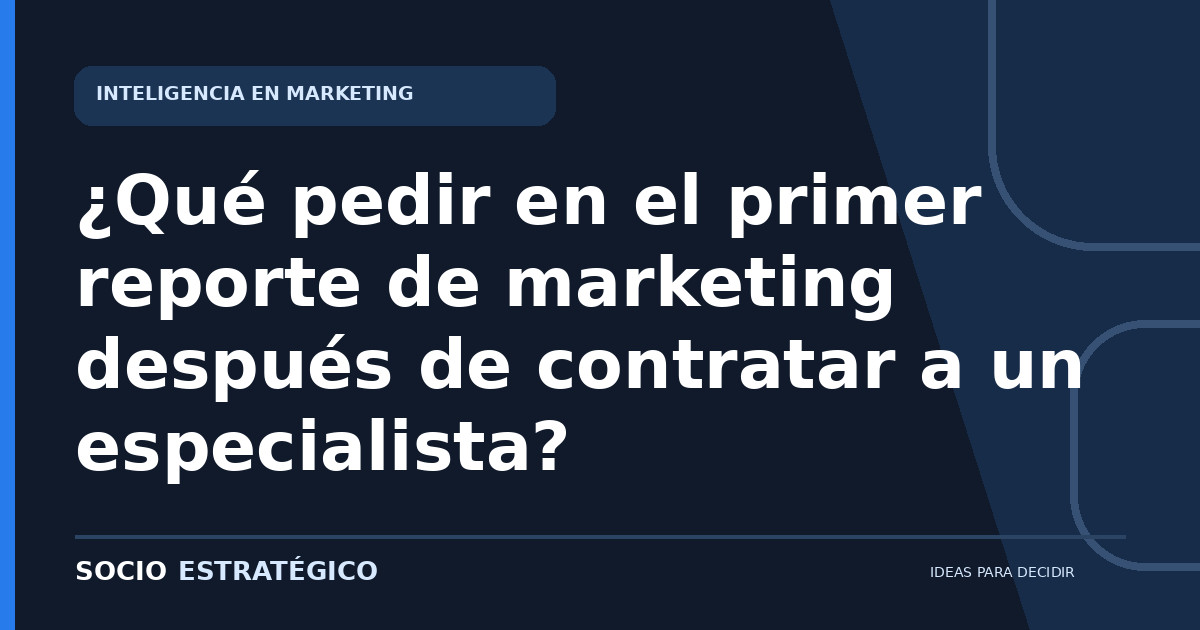 INTELIGENCIA EN MARKETING
¿Qué pedir en el primer
reporte de marketing
después de contratar a un
especialista?
SOCIO ESTRATÉGICO
IDEAS PARA DECIDIR